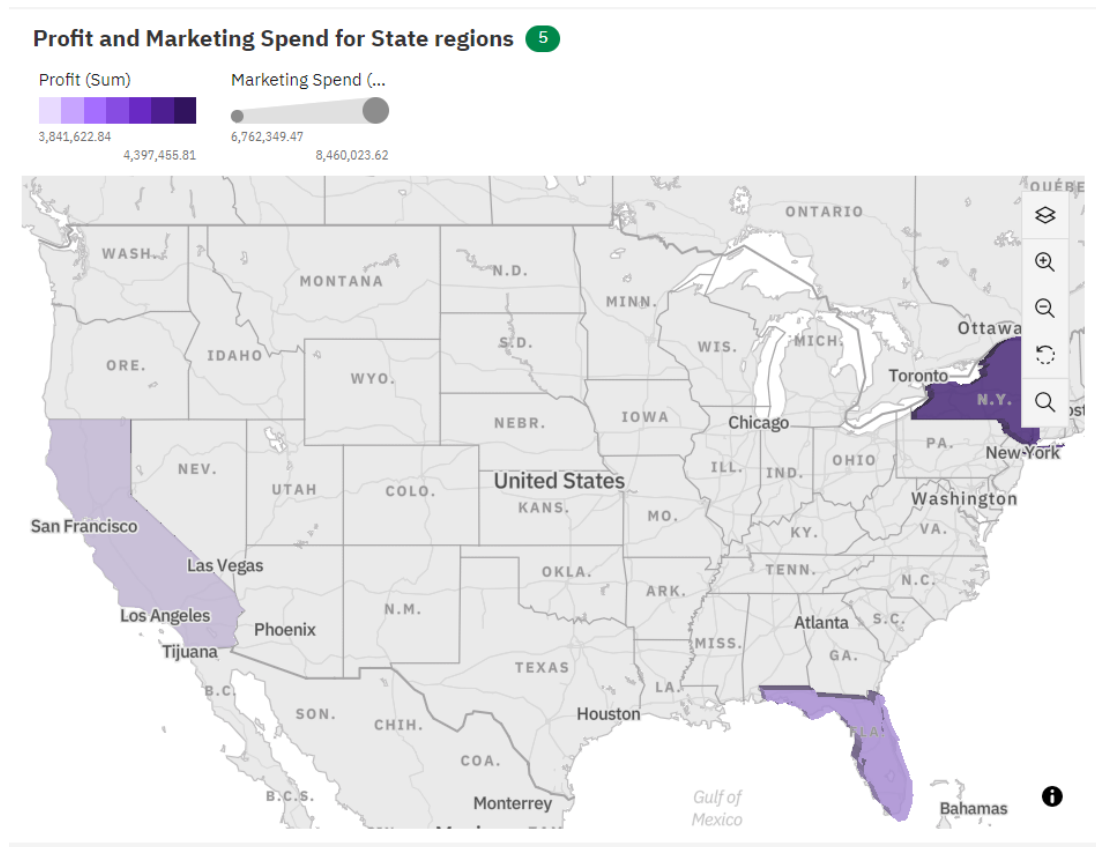 Profit and Marketing Spend for State regions 5
Profit (Sum)
Marketing Spend (...
3,841,622.84
4,397,455.81
6,762,349.47
8,460,023.62
QUÉBE
ONTARIO
WASH.
N.D.
MONTANA
MINN.
Ottawa
S.D.
MICH.
WIS.
IDAHO
ORE.
Toronto
WYO.
N.Y.
IOWA
NEBR.
Chicago
PA.
New York
OHIO
ILL.
IND.
NEV.
United States
UTAH
COLO.
Washington
KANS.
MO.
San Francisco
VA.
KY.
Las Vegas
OKLA.
TENN.
N.C.
ARK.
N.M.
Los Angeles
Atlanta
S.C.
Phoenix
MISS.
Tijuana
GA.
TEXAS
B.C.
LA.
SON.
Houston
CHIH.
FLA.
COA.
B.C.S.
Gulf of
Mexico
Monterrey
Bahamas